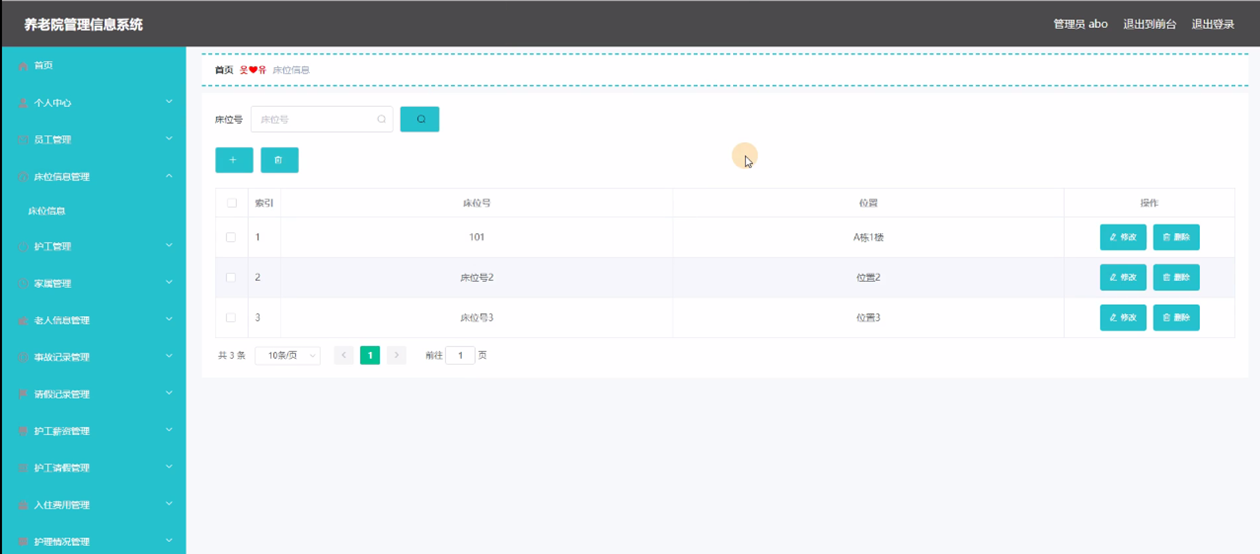 养老院管理信息系统
管理员 abo 退出到前台 退出登录
首页
个人中心
员工管理
床位信息管理
床位信息
护工管理
家属管理
老人信息管理
事故记录管理
请假记录管理
护工薪资管理
护工请假管理
入住费用管理
护理情况管理
首页 웃❤유 床位信息
床位号 床位号
索引 床位号 位置 操作
1 101 A栋1楼 修改 删除
2 床位号2 位置2 修改 删除
3 床位号3 位置3 修改 删除
共 3 条 10条/页 1 前往 1 页